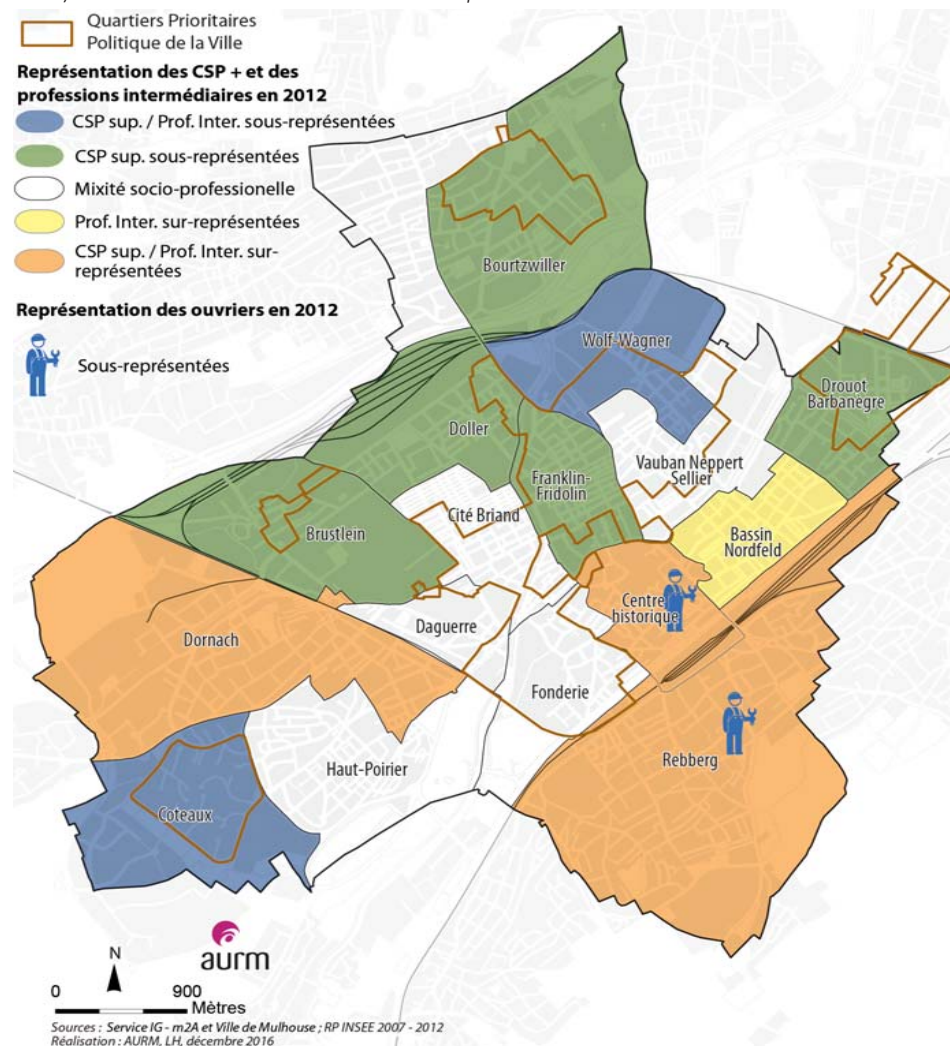 Quartiers Prioritaires
Politique de la Ville
Représentation des CSP + et des
professions intermédiaires en 2012
CSP sup. / Prof. Inter. sous-représentées
CSP sup. sous-représentées
Mixité socio-professionelle
Prof. Inter. sur-représentées
CSP sup. / Prof. Inter. sur-
représentées
Représentation des ouvriers en 2012
Sous-représentées
Bourtzwiller
Wolf-Wagner
Drouot
Barbanègre
Doller
Vauban Neppert
Sellier
Franklin-
Fridolin
Cité Briand
Brustlein
Bassin
Nordfeld
Centre
historique
Daguerre
Dornach
Fonderie
Rebberg
Haut-Poirier
Coteaux
aurm
N
0 900
Mètres
Sources : Service IG - m2A et Ville de Mulhouse ; RP INSEE 2007 - 2012
Réalisation : AURM, LH, décembre 2016